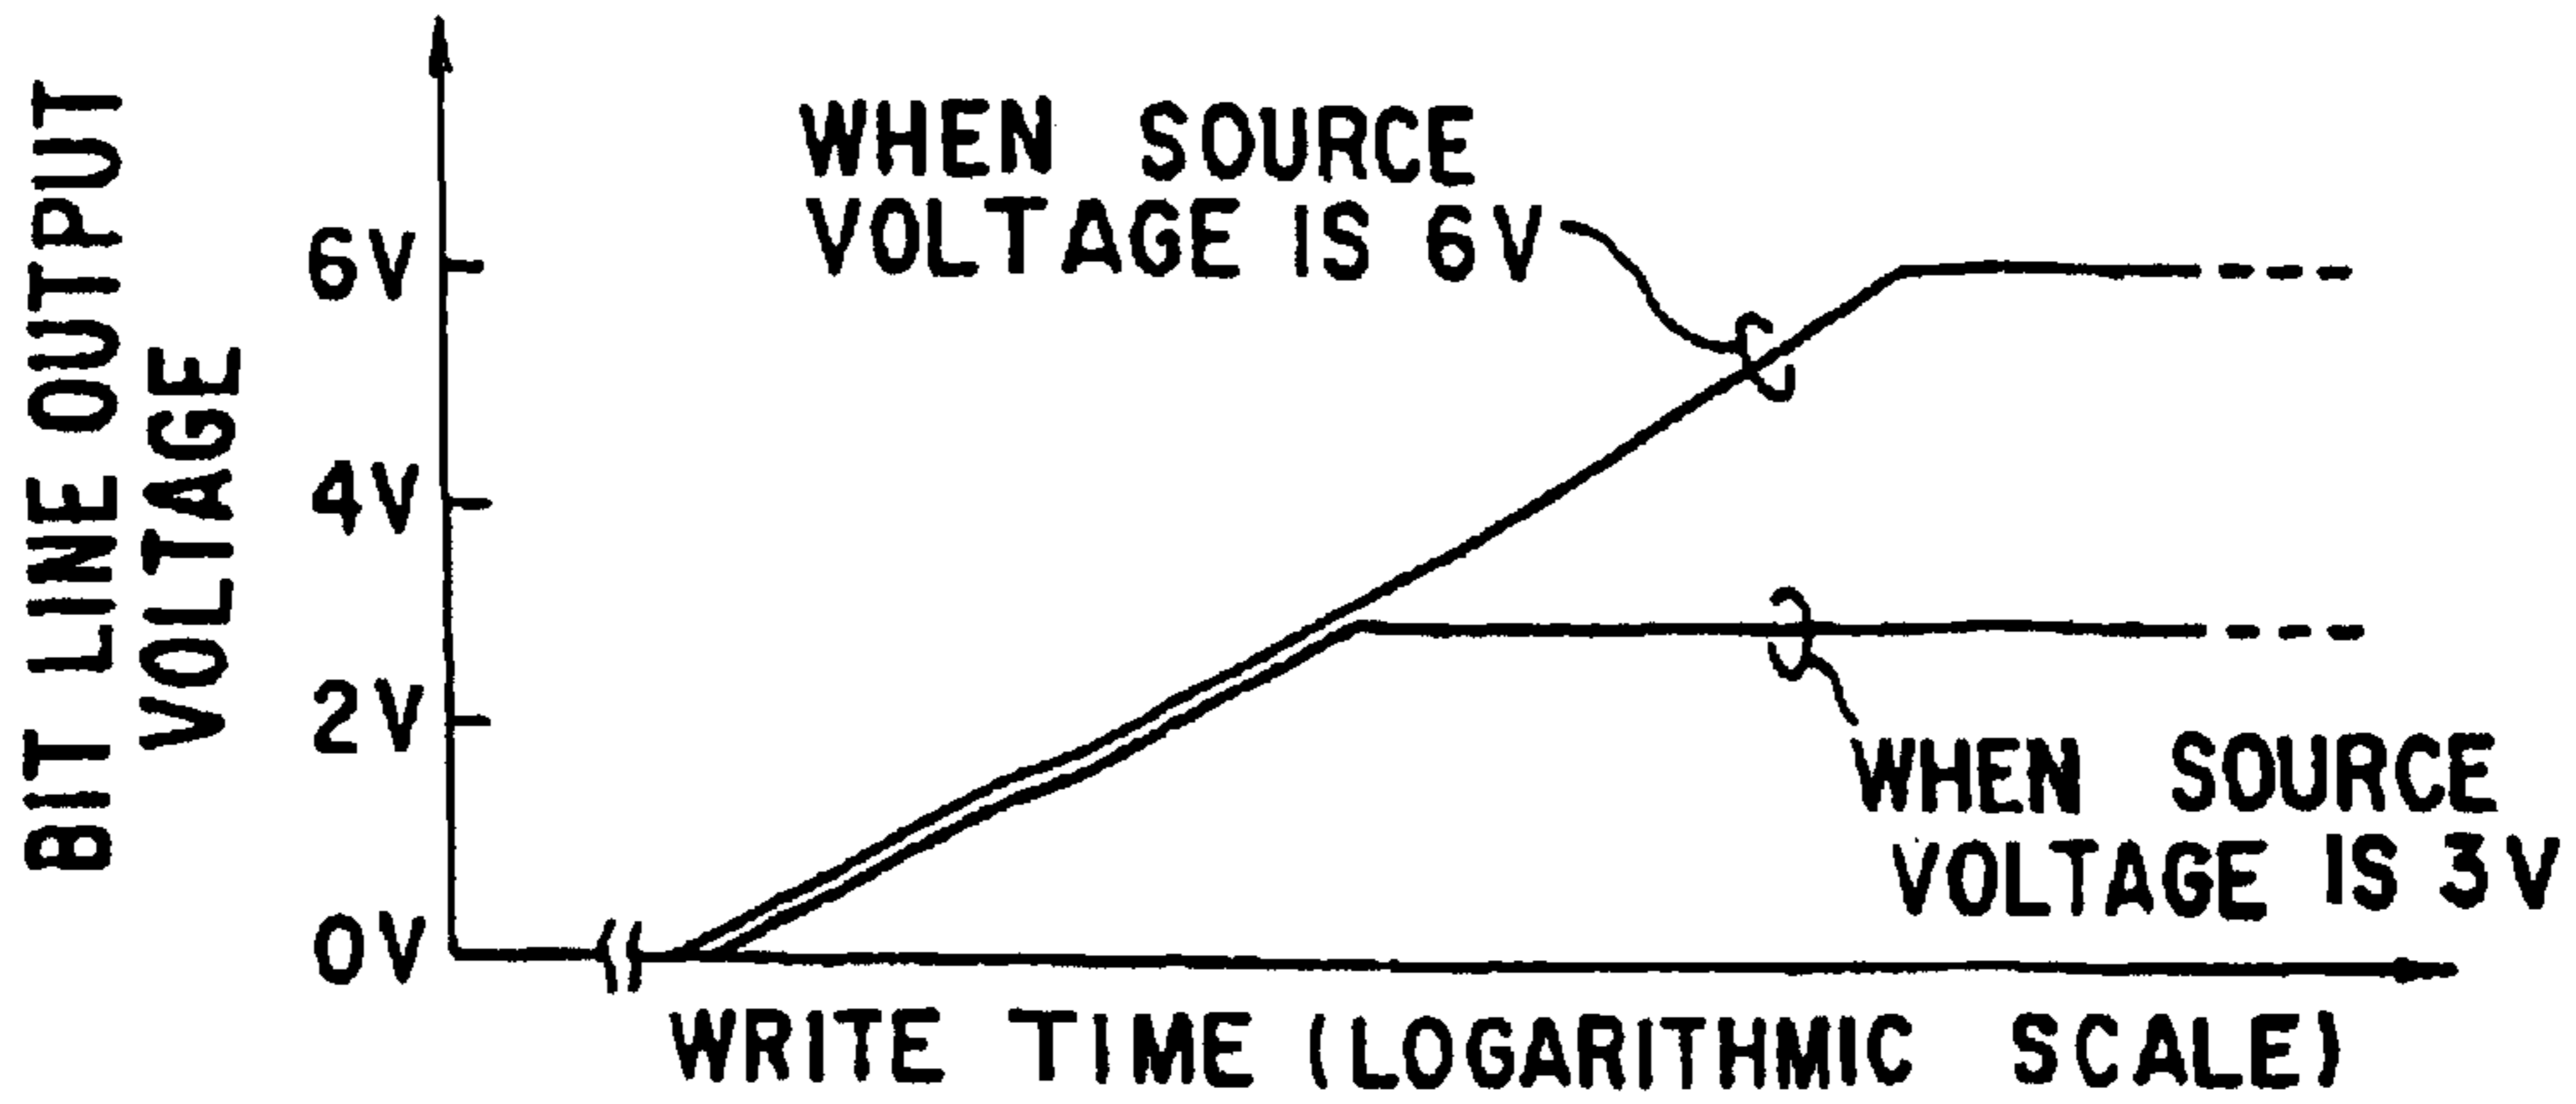 BIT LINE OUTPUT
VOLTAGE
6V
4V
2V
0V
WHEN SOURCE
VOLTAGE IS 6V
WHEN SOURCE
VOLTAGE IS 3V
WRITE TIME (LOGARITHMIC SCALE)